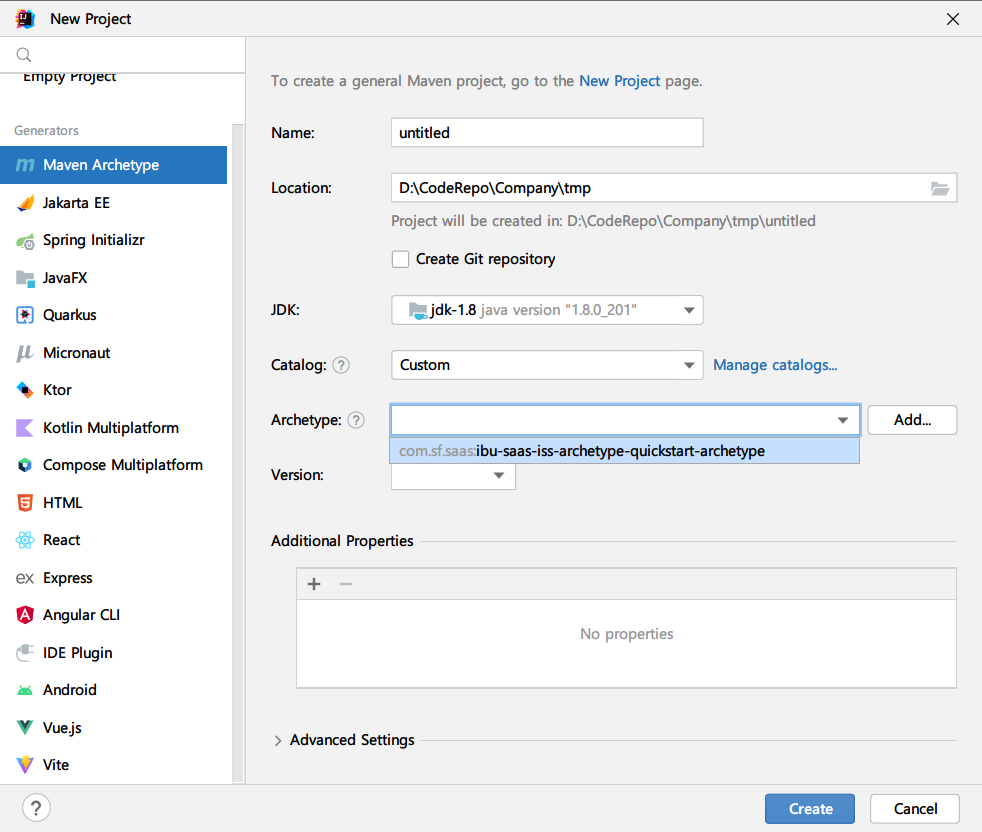 New Project
Empty Project
Generators
Maven Archetype
Jakarta EE
Spring Initializr
JavaFX
Quarkus
Micronaut
Ktor
Kotlin Multiplatform
Compose Multiplatform
HTML
React
Express
Angular CLI
IDE Plugin
Android
Vue.js
Vite
To create a general Maven project, go to the New Project page.
Name: untitled
Location: D:\CodeRepo\Company\tmp
Project will be created in: D:\CodeRepo\Company\tmp\untitled
Create Git repository
JDK: jdk-1.8 java version "1.8.0_201"
Catalog: ? Custom Manage catalogs...
Archetype: ? Add...
com.sf.saas:ibu-saas-iss-archetype-quickstart-archetype
Version:
Additional Properties
No properties
Advanced Settings
? Create Cancel